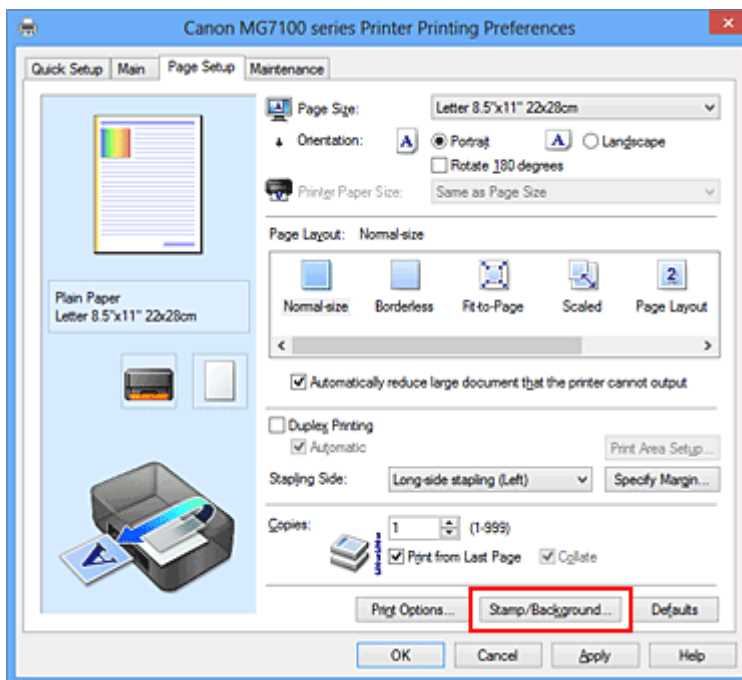 Canon MG7100 series Printer Printing Preferences
Quick Setup Main Page Setup Maintenance
Page Size: Letter 8.5"x11" 22x28cm
Orientation: A Portrait A Landscape
Rotate 180 degrees
Printer Paper Size: Same as Page Size
Page Layout: Normal-size
2
Normal-size Borderless Fit-to-Page Scaled Page Layout
Plain Paper
Letter 8.5"x11" 22x28cm
Automatically reduce large document that the printer cannot output
Duplex Printing
Automatic Print Area Setup...
Stapling Side: Long-side stapling (Left) Specify Margin...
Copies: 1 (1-999)
Print from Last Page Collate
A
Print Options... Stamp/Background... Defaults
OK Cancel Apply Help